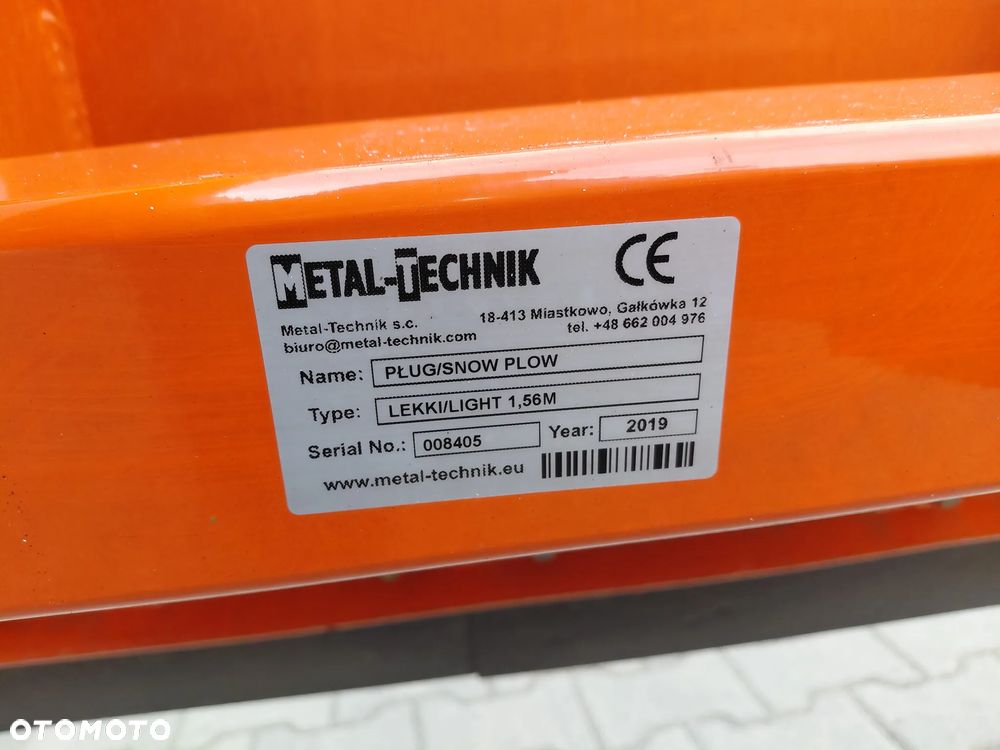 METAL-TECHNIK CE
Metal-Technik s.c. 18-413 Miastkowo, Gałkówka 12
biuro@metal-technik.com tel. +48 662 004 976
Name: PŁUG/SNOW PLOW
Type: LEKKI/LIGHT 1,56M
Serial No.: 008405 Year: 2019
www.metal-technik.eu
OTOMOTO